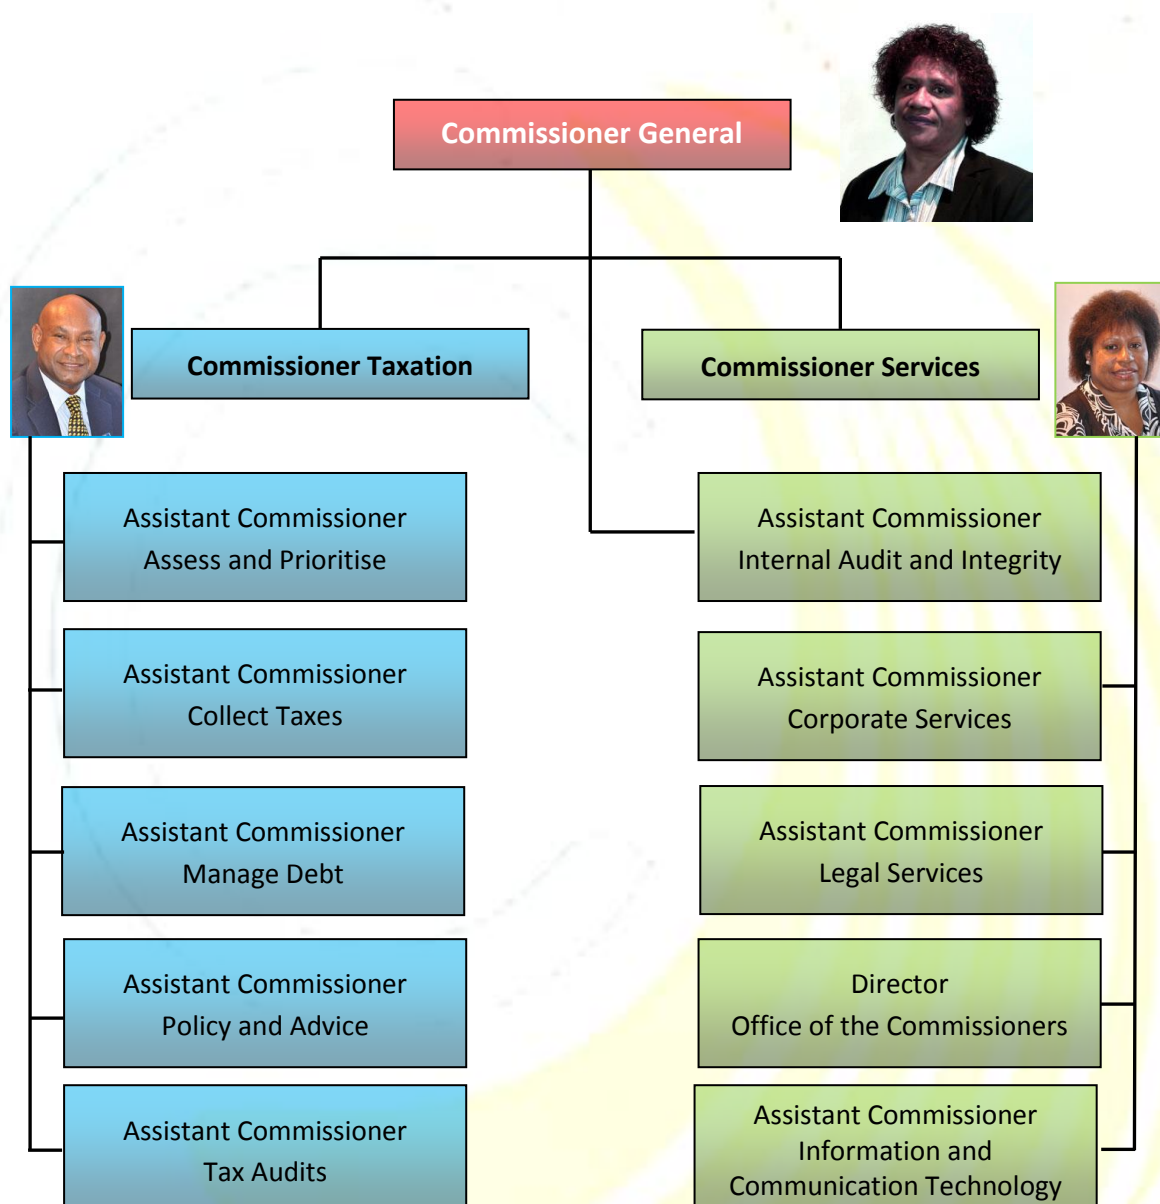 Commissioner General
Commissioner Taxation
Commissioner Services
Assistant Commissioner
Assess and Prioritise
Assistant Commissioner
Internal Audit and Integrity
Assistant Commissioner
Collect Taxes
Assistant Commissioner
Corporate Services
Assistant Commissioner
Manage Debt
Assistant Commissioner
Legal Services
Assistant Commissioner
Policy and Advice
Director
Office of the Commissioners
Assistant Commissioner
Tax Audits
Assistant Commissioner
Information and
Communication Technology